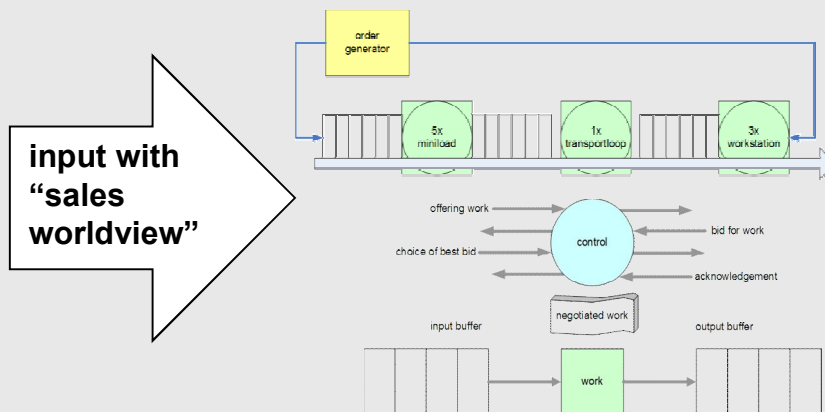 order
generator
5x
miniload
1x
transportloop
3x
workstation
input with
“sales
worldview”
offering work
control
bid for work
choice of best bid
acknowledgement
negotiated work
input buffer
output buffer
work